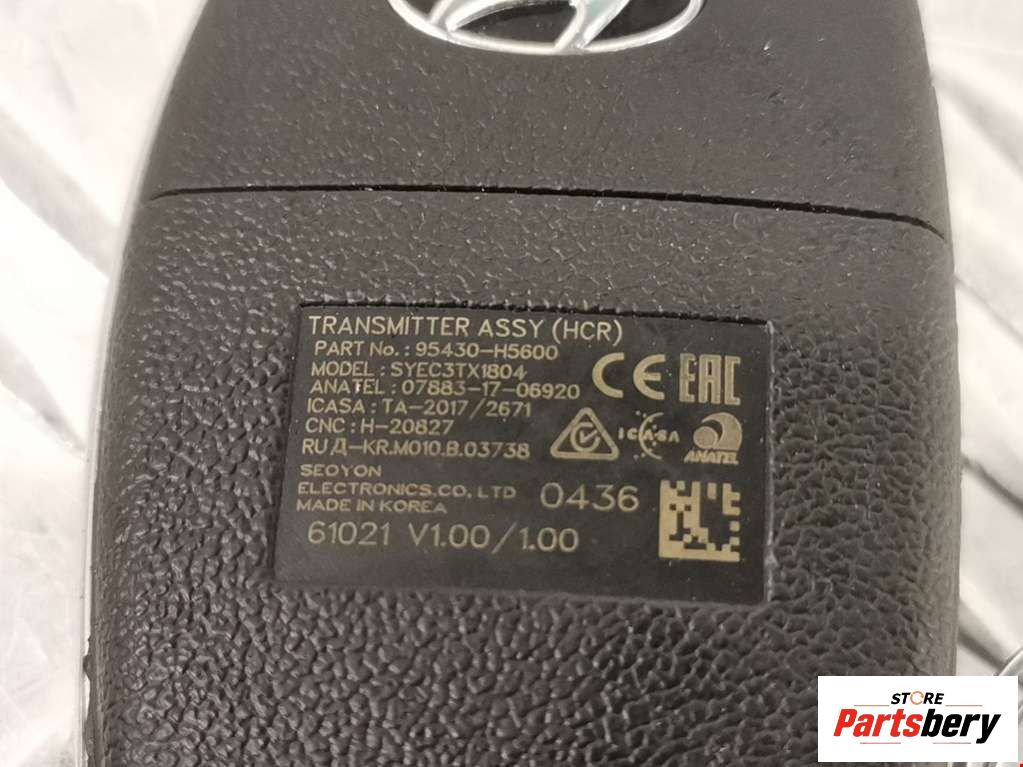 TRANSMITTER ASSY (HCR)
PART No.: 95430-H5600
MODEL : SYEC3TX1804
ANATEL : 07883-17-06920
ICASA : TA-2017/2671
CNC : H-20827
RU Д-KR.M010.B.03738
CE EAC
ICASA ANATEL
SEOYON
ELECTRONICS.CO.LTD 0436
MADE IN KOREA
61021 V1.00/1.00
STORE
Partsbery